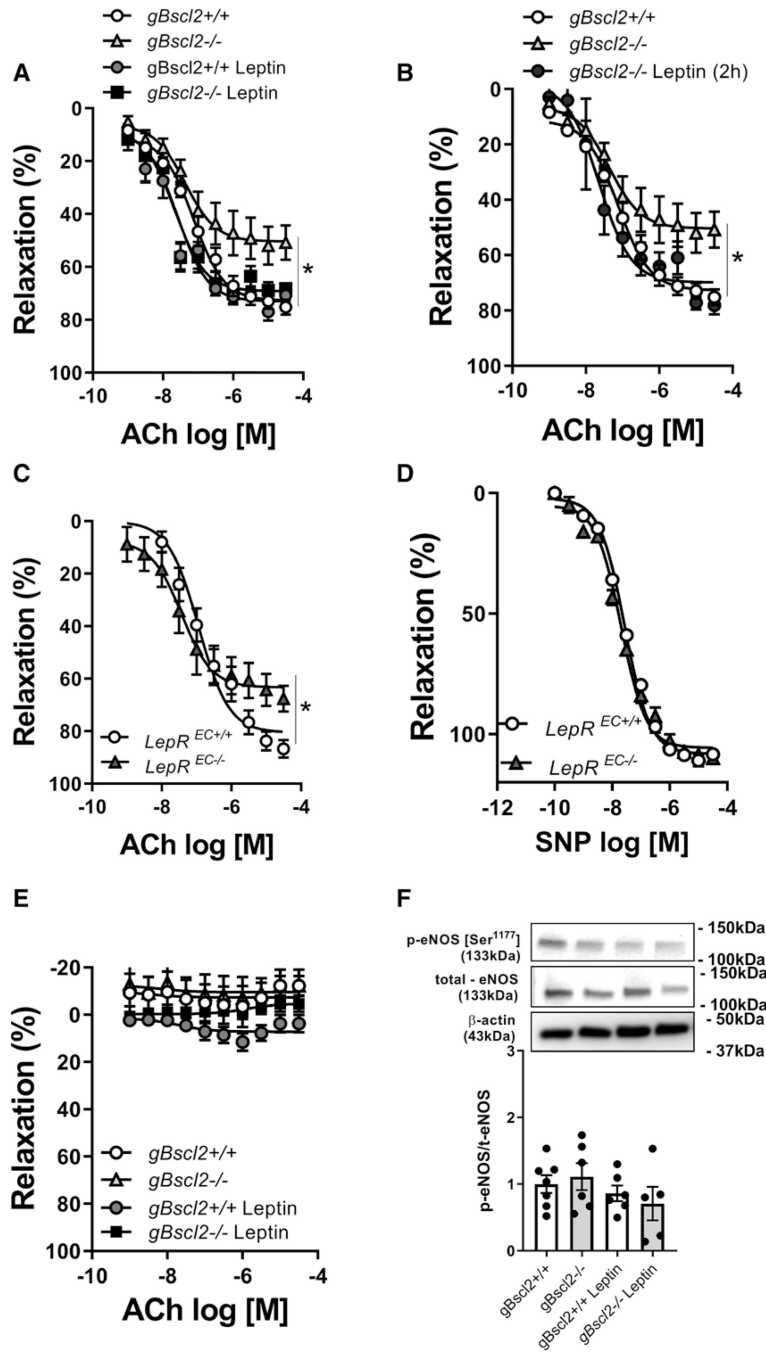 A
gBscl2+/+
gBscl2-/-
gBscl2+/+ Leptin
gBscl2-/- Leptin
Relaxation (%)
0
20
40
60
80
100
*
-10
-8
-6
-4
ACh log [M]
B
gBscl2+/+
gBscl2-/-
gBscl2-/- Leptin (2h)
Relaxation (%)
0
20
40
60
80
100
*
-10
-8
-6
-4
ACh log [M]
C
Relaxation (%)
0
20
40
60
80
100
*
LepR EC+/+
LepR EC-/-
-10
-8
-6
-4
ACh log [M]
D
Relaxation (%)
0
50
100
LepR EC+/+
LepR EC-/-
-12
-10
-8
-6
-4
SNP log [M]
E
Relaxation (%)
-20
0
20
40
60
80
100
gBscl2+/+
gBscl2-/-
gBscl2+/+ Leptin
gBscl2-/- Leptin
-10
-8
-6
-4
ACh log [M]
F
p-eNOS [Ser1177]
(133kDa)
- 150kDa
- 100kDa
total - eNOS
(133kDa)
- 150kDa
- 100kDa
β-actin
(43kDa)
- 50kDa
- 37kDa
p-eNOS/t-eNOS
3
2
1
0
gBscl2+/+
gBscl2-/-
gBscl2+/+ Leptin
gBscl2-/- Leptin